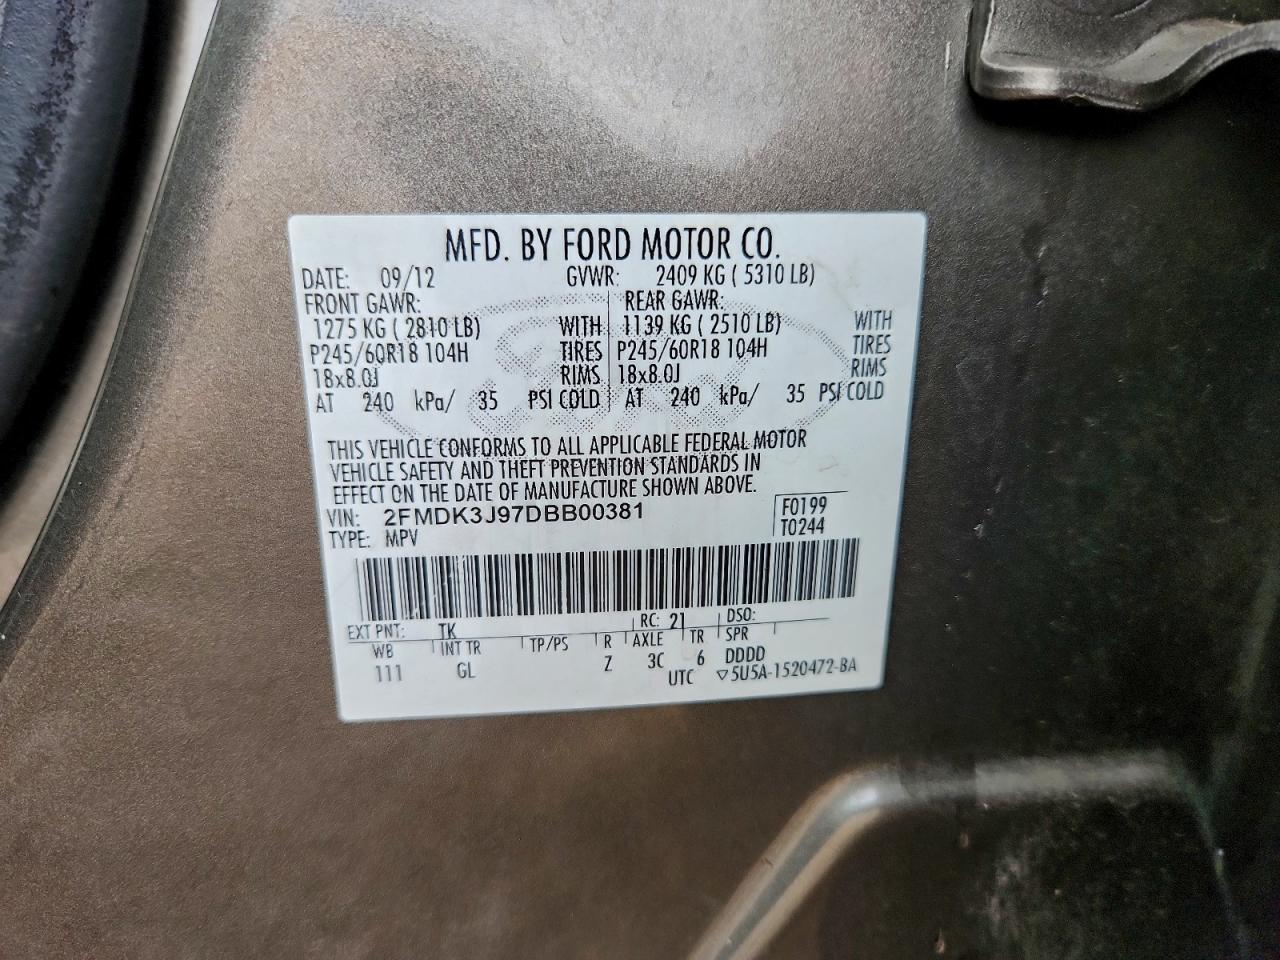 MFD. BY FORD MOTOR CO.
DATE: 09/12 GVWR: 2409 KG ( 5310 LB)
FRONT GAWR: REAR GAWR:
1275 KG ( 2810 LB) WITH 1139 KG ( 2510 LB) WITH
P245/60R18 104H TIRES P245/60R18 104H TIRES
18x8.0J RIMS 18x8.0J RIMS
AT 240 kPa/ 35 PSI COLD AT 240 kPa/ 35 PSI COLD
THIS VEHICLE CONFORMS TO ALL APPLICABLE FEDERAL MOTOR
VEHICLE SAFETY AND THEFT PREVENTION STANDARDS IN
EFFECT ON THE DATE OF MANUFACTURE SHOWN ABOVE.
VIN: 2FMDK3J97DBB00381 F0199
TYPE: MPV T0244
EXT PNT: TK RC: 21 DSO:
WB INT TR TP/PS R AXLE TR SPR
111 GL Z 3C 6 DDDD
UTC ▽5U5A-1520472-BA